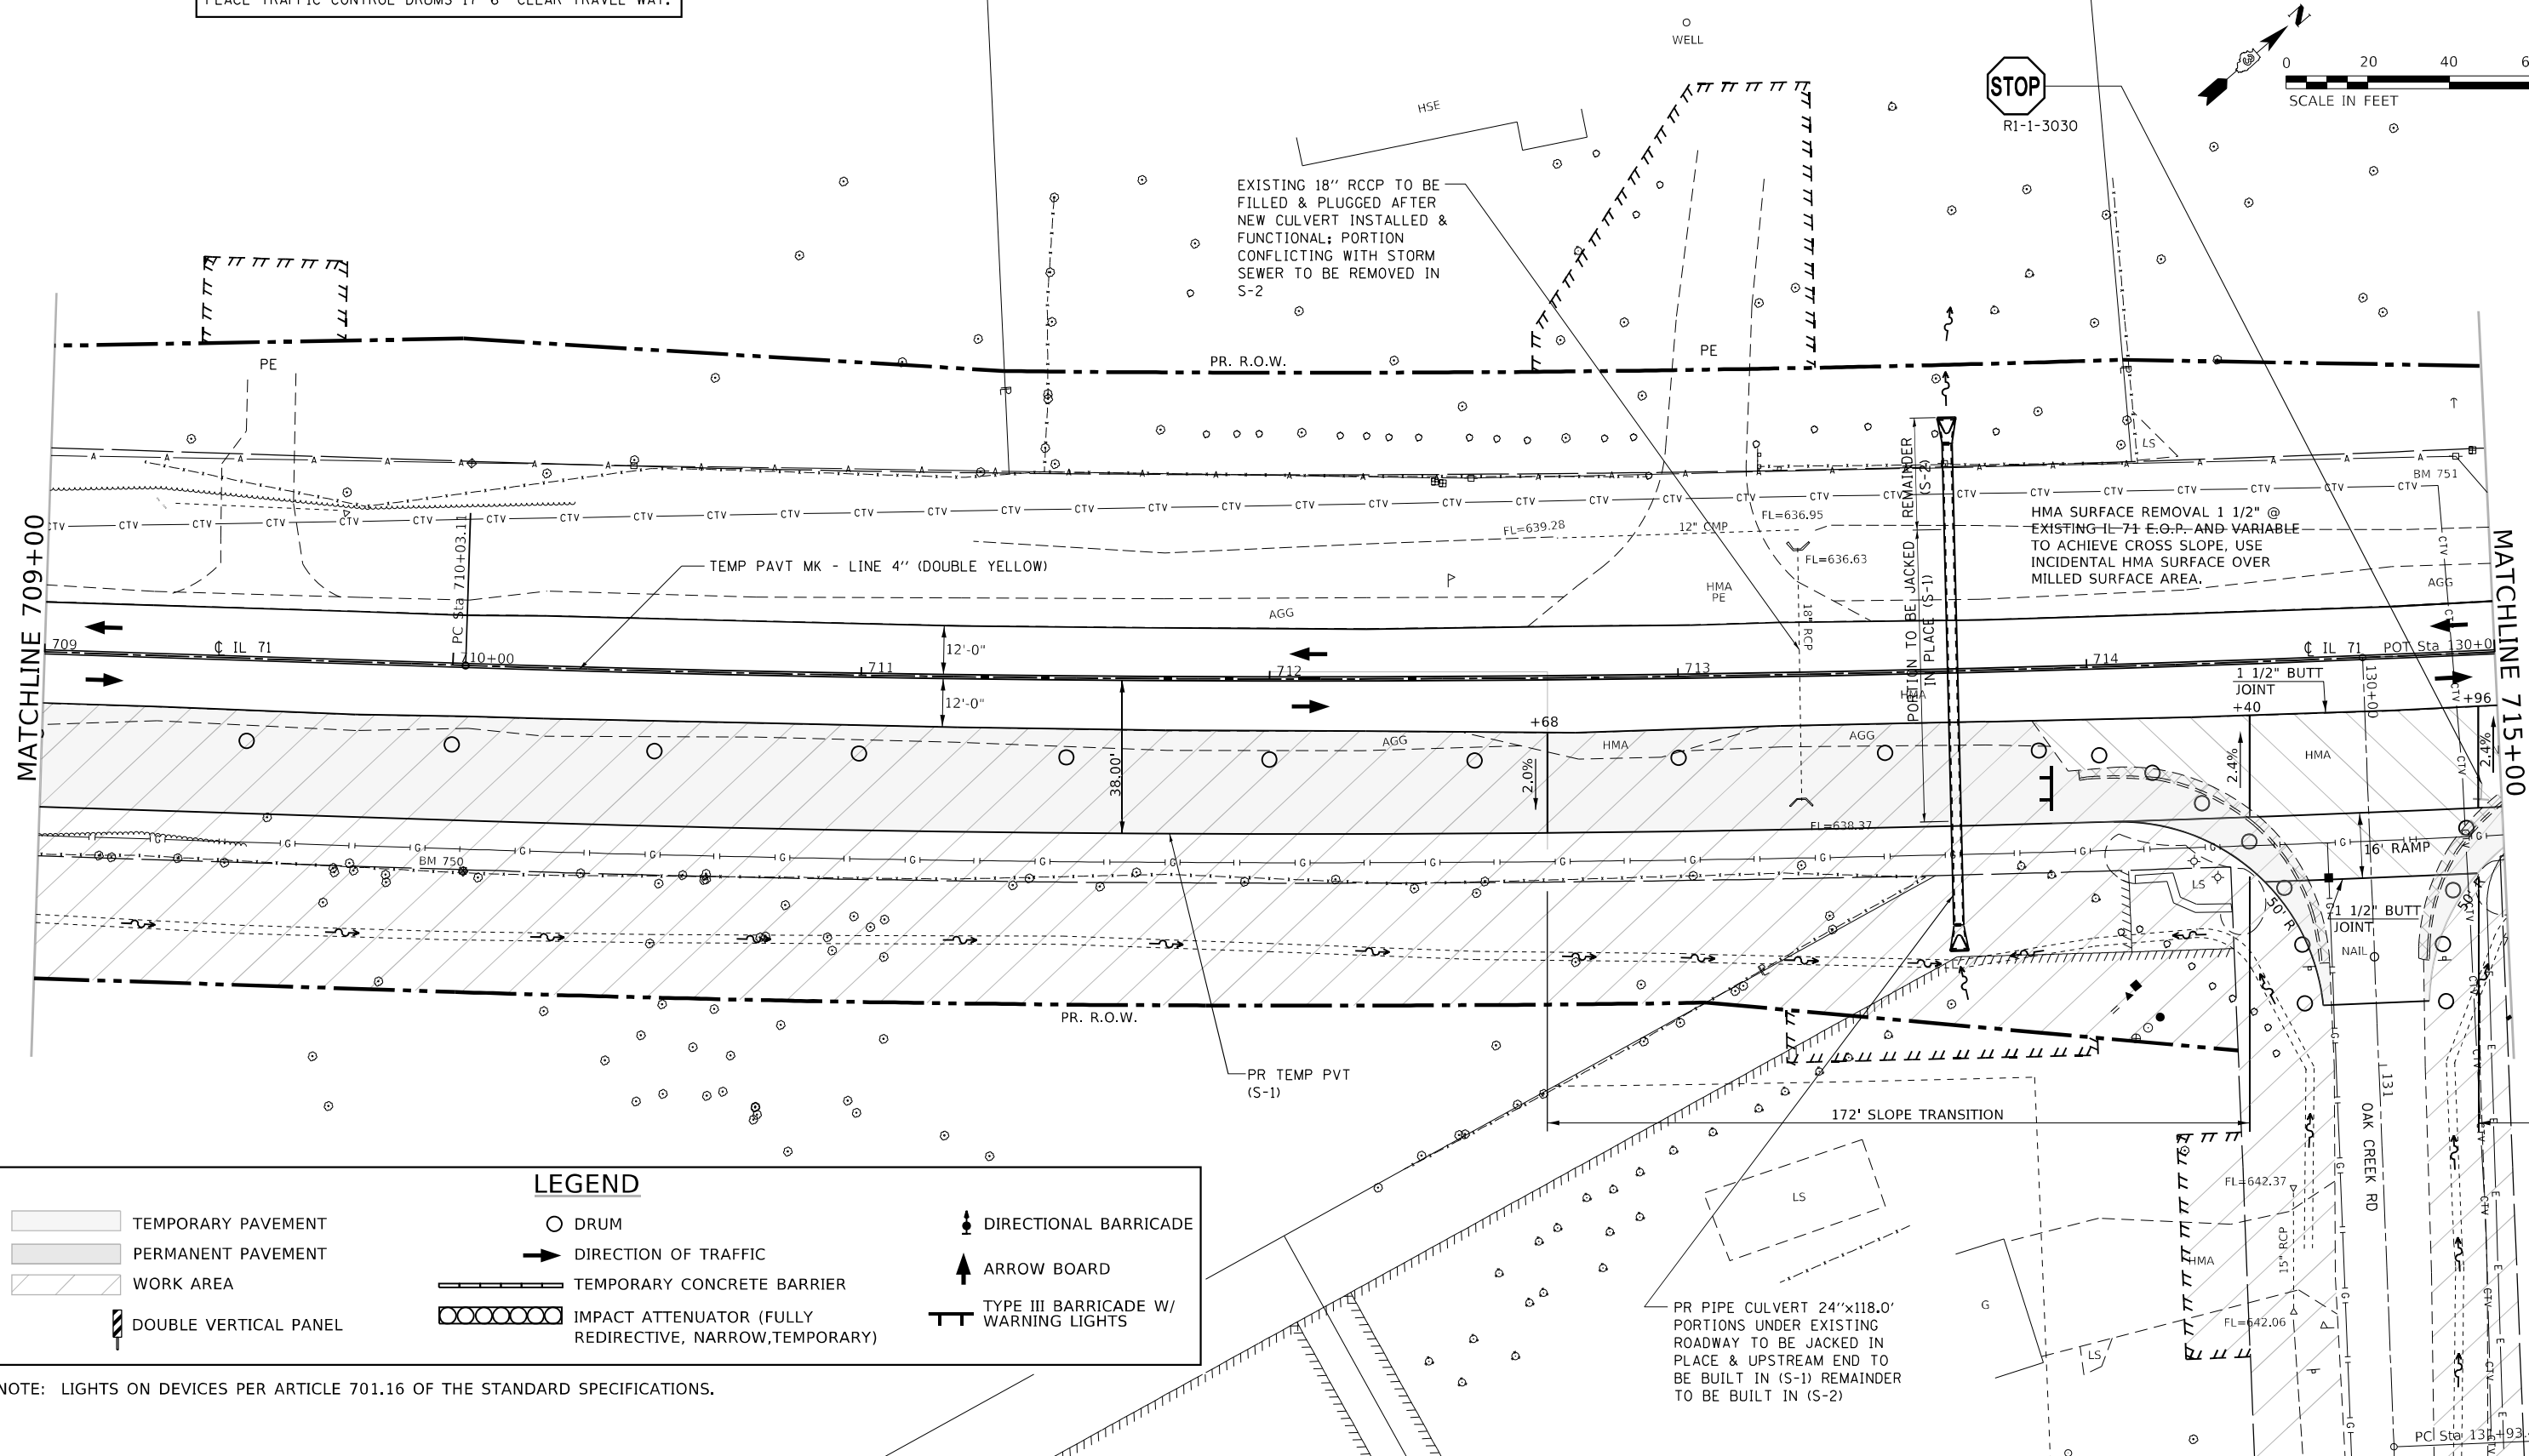 PLACE TRAFFIC CONTROL DRUMS 17'6" CLEAR TRAVEL WAY.
WELL
HSE
STOP
R1-1-3030
N
0 20 40
SCALE IN FEET
EXISTING 18'' RCCP TO BE
FILLED & PLUGGED AFTER
NEW CULVERT INSTALLED &
FUNCTIONAL; PORTION
CONFLICTING WITH STORM
SEWER TO BE REMOVED IN
S-2
PE
PR. R.O.W.
PE
LS
BM 751
MATCHLINE 709+00
MATCHLINE 715+00
PC Sta 710+03.11
TEMP PAVT MK - LINE 4'' (DOUBLE YELLOW)
FL=639.28
12" CMP
FL=636.95
FL=636.63
18" RCP
HMA
PE
AGG
PORTION TO BE JACKED
IN PLACE (S-1)
REMAINDER
(S-2)
HMA SURFACE REMOVAL 1 1/2" @
EXISTING IL 71 E.O.P. AND VARIABLE
TO ACHIEVE CROSS SLOPE, USE
INCIDENTAL HMA SURFACE OVER
MILLED SURFACE AREA.
AGG
709
℄ IL 71
710+00
711
712
713
714
℄ IL 71
POT Sta 130+0
130+00
12'-0"
12'-0"
HMA
1 1/2" BUTT
JOINT
+40
+96
+68
38.00'
2.0%
2.4%
2.4%
AGG
HMA
AGG
HMA
FL=638.37
BM 750
16' RAMP
LS
50' R
50'
1 1/2" BUTT
JOINT
NAIL
PR. R.O.W.
PR TEMP PVT
(S-1)
172' SLOPE TRANSITION
131
OAK CREEK RD
LS
FL=642.37
HMA
15" RCP
G
LS
FL=642.06
PR PIPE CULVERT 24''x118.0'
PORTIONS UNDER EXISTING
ROADWAY TO BE JACKED IN
PLACE & UPSTREAM END TO
BE BUILT IN (S-1) REMAINDER
TO BE BUILT IN (S-2)
PC Sta 131+93.
LEGEND
TEMPORARY PAVEMENT
PERMANENT PAVEMENT
WORK AREA
DOUBLE VERTICAL PANEL
DRUM
DIRECTION OF TRAFFIC
TEMPORARY CONCRETE BARRIER
IMPACT ATTENUATOR (FULLY
REDIRECTIVE, NARROW,TEMPORARY)
DIRECTIONAL BARRICADE
ARROW BOARD
TYPE III BARRICADE W/
WARNING LIGHTS
NOTE: LIGHTS ON DEVICES PER ARTICLE 701.16 OF THE STANDARD SPECIFICATIONS.